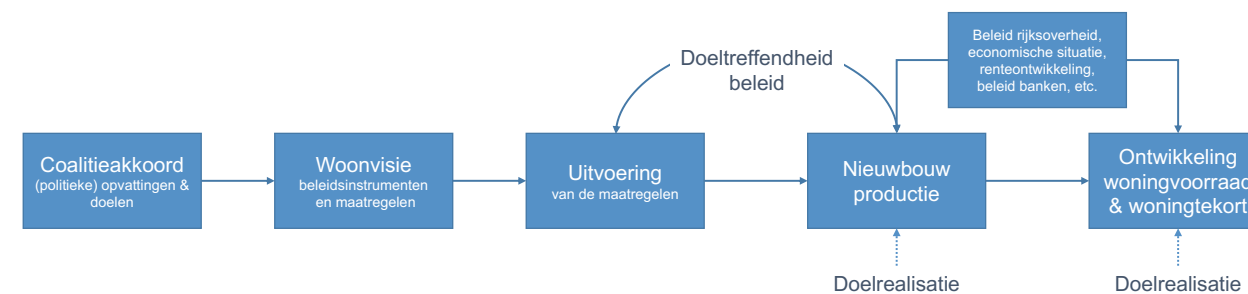 Beleid rijksoverheid,
economische situatie,
renteontwikkeling,
beleid banken, etc.
Doeltreffendheid
beleid
Coalitieakkoord
(politieke) opvattingen &
doelen
Woonvisie
beleidsinstrumenten
en maatregelen
Uitvoering
van de maatregelen
Nieuwbouw
productie
Ontwikkeling
woningvoorraad
& woningtekort
Doelrealisatie
Doelrealisatie